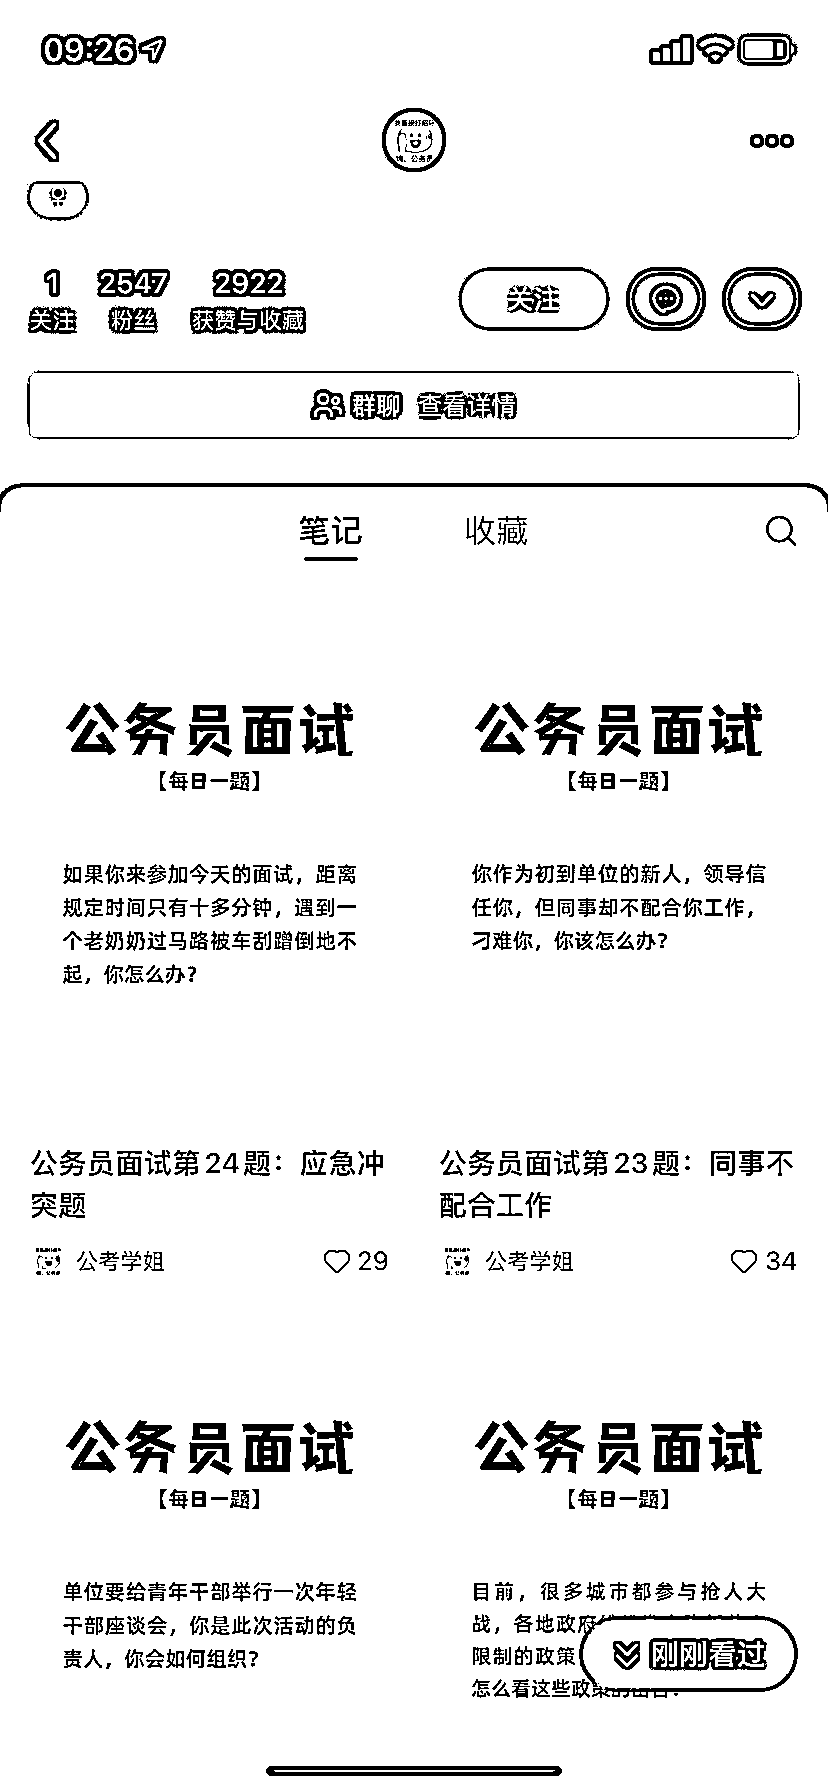 09:26
1 2547 2922
关注 粉丝 获赞与收藏 关注
群聊 查看详情
笔记 收藏
公务员面试
【每日一题】
如果你来参加今天的面试，距离
规定时间只有十多分钟，遇到一
个老奶奶过马路被车刮蹭倒地不
起，你怎么办？
公务员面试第24题：应急冲
突题
公考学姐 29
公务员面试
【每日一题】
你作为初到单位的新人，领导信
任你，但同事却不配合你工作，
刁难你，你该怎么办？
公务员面试第23题：同事不
配合工作
公考学姐 34
公务员面试
【每日一题】
单位要给青年干部举行一次年轻
干部座谈会，你是此次活动的负
责人，你会如何组织？
公务员面试
【每日一题】
目前，很多城市都参与抢人大
战，各地政府
限制的政策
怎么看这些政策的出台？
刚刚看过